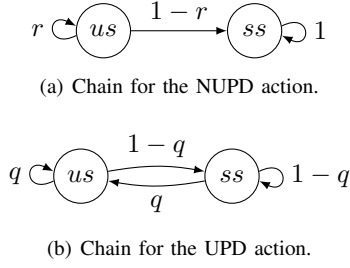 1 − r
r us ss 1
(a) Chain for the NUPD action.
1 − q
q us ss 1 − q
q
(b) Chain for the UPD action.